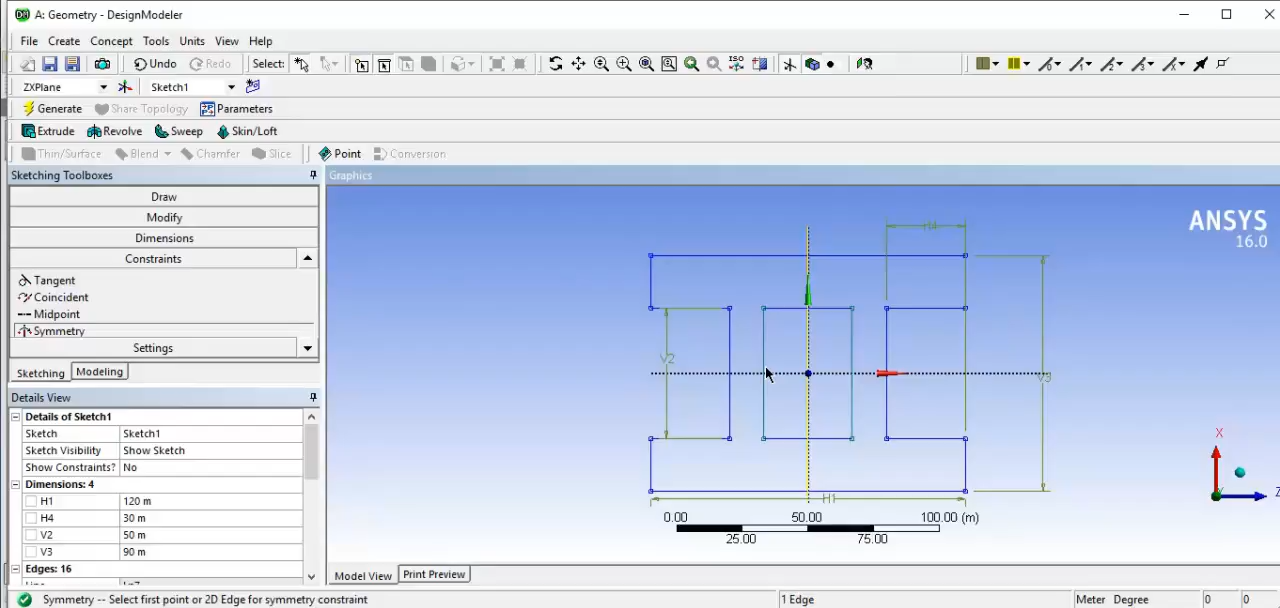 A: Geometry - DesignModeler
File Create Concept Tools Units View Help
Undo Redo Select: ISO
ZXPlane Sketch1
Generate Share Topology Parameters
Extrude Revolve Sweep Skin/Loft
Thin/Surface Blend Chamfer Slice Point Conversion
Sketching Toolboxes
Draw
Modify
Dimensions
Constraints
Tangent
Coincident
Midpoint
Symmetry
Settings
Sketching Modeling
Details View
Details of Sketch1
Sketch Sketch1
Sketch Visibility Show Sketch
Show Constraints? No
Dimensions: 4
H1 120 m
H4 30 m
V2 50 m
V3 90 m
Edges: 16
Graphics
ANSYS
16.0
H4
V2
V3
H1
0.00 50.00 100.00 (m)
25.00 75.00
X
Y
Z
Model View Print Preview
Symmetry -- Select first point or 2D Edge for symmetry constraint 1 Edge Meter Degree 0 0